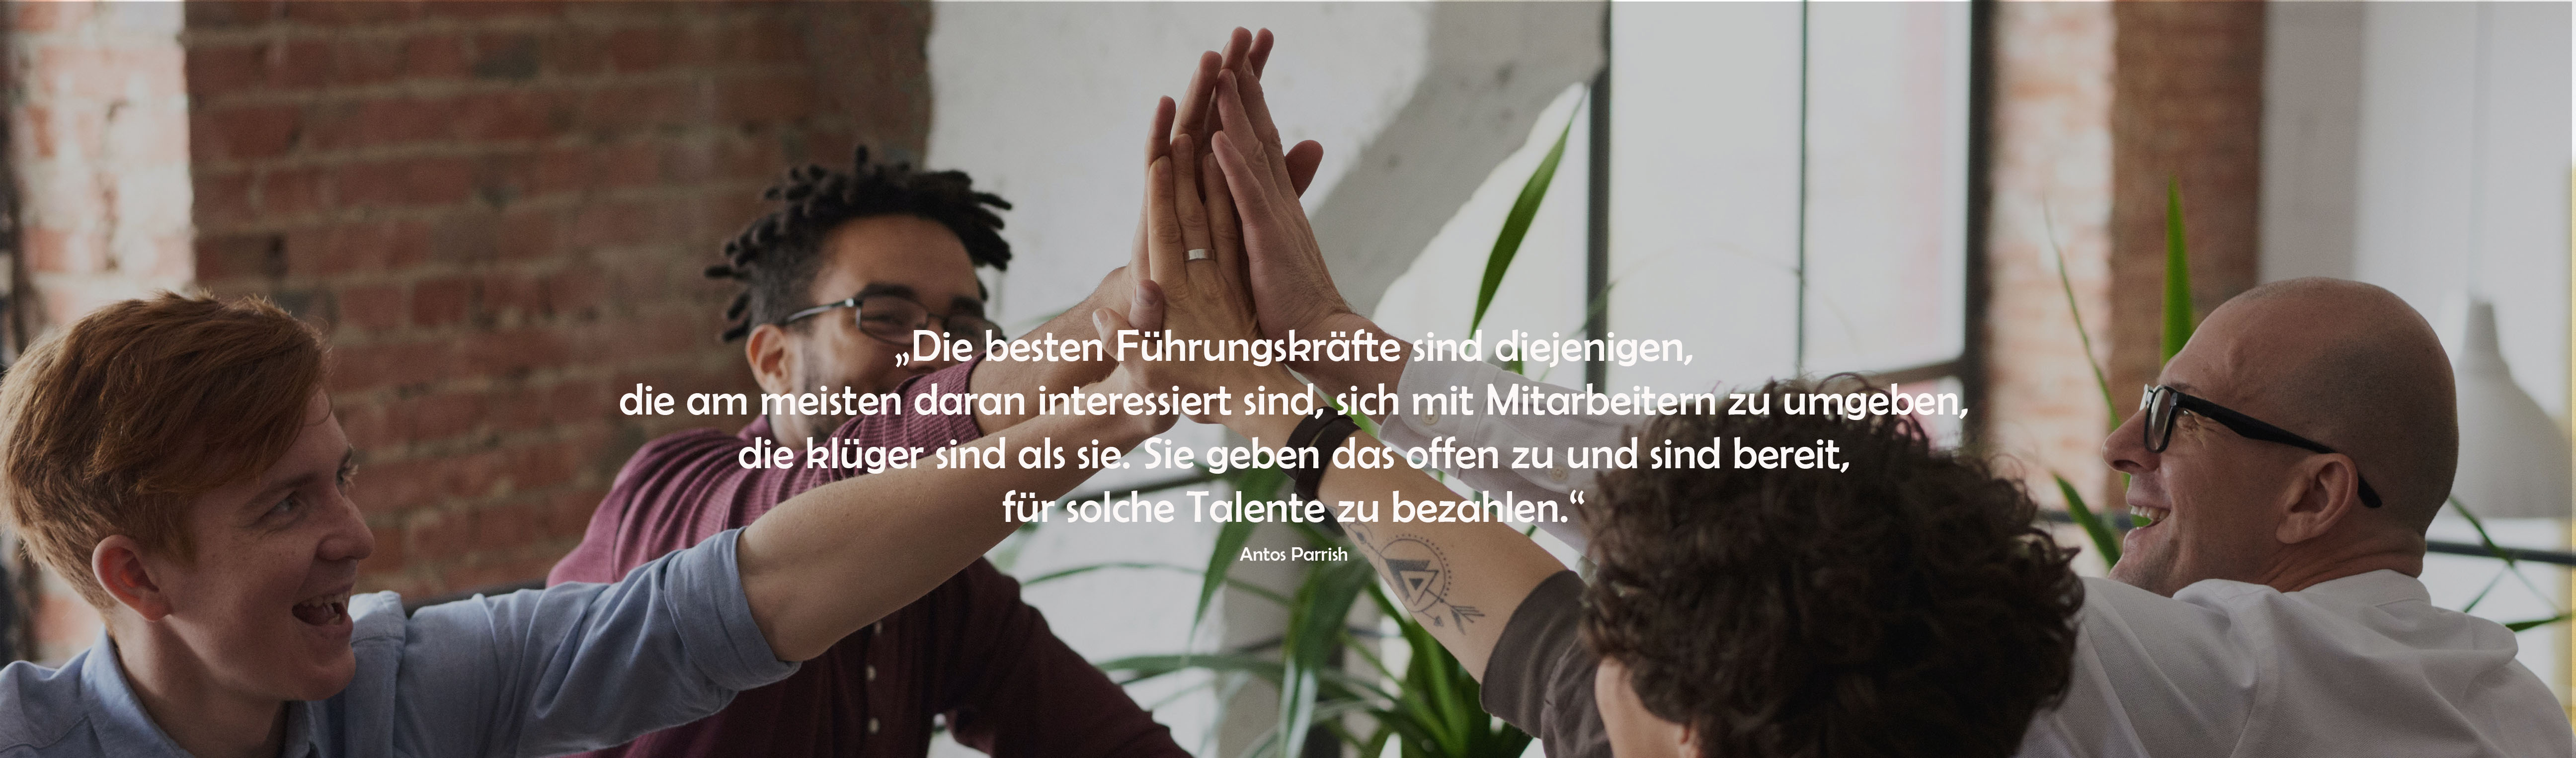 „Die besten Führungskräfte sind diejenigen,
die am meisten daran interessiert sind, sich mit Mitarbeitern zu umgeben,
die klüger sind als sie. Sie geben das offen zu und sind bereit,
für solche Talente zu bezahlen.“
Antos Parrish